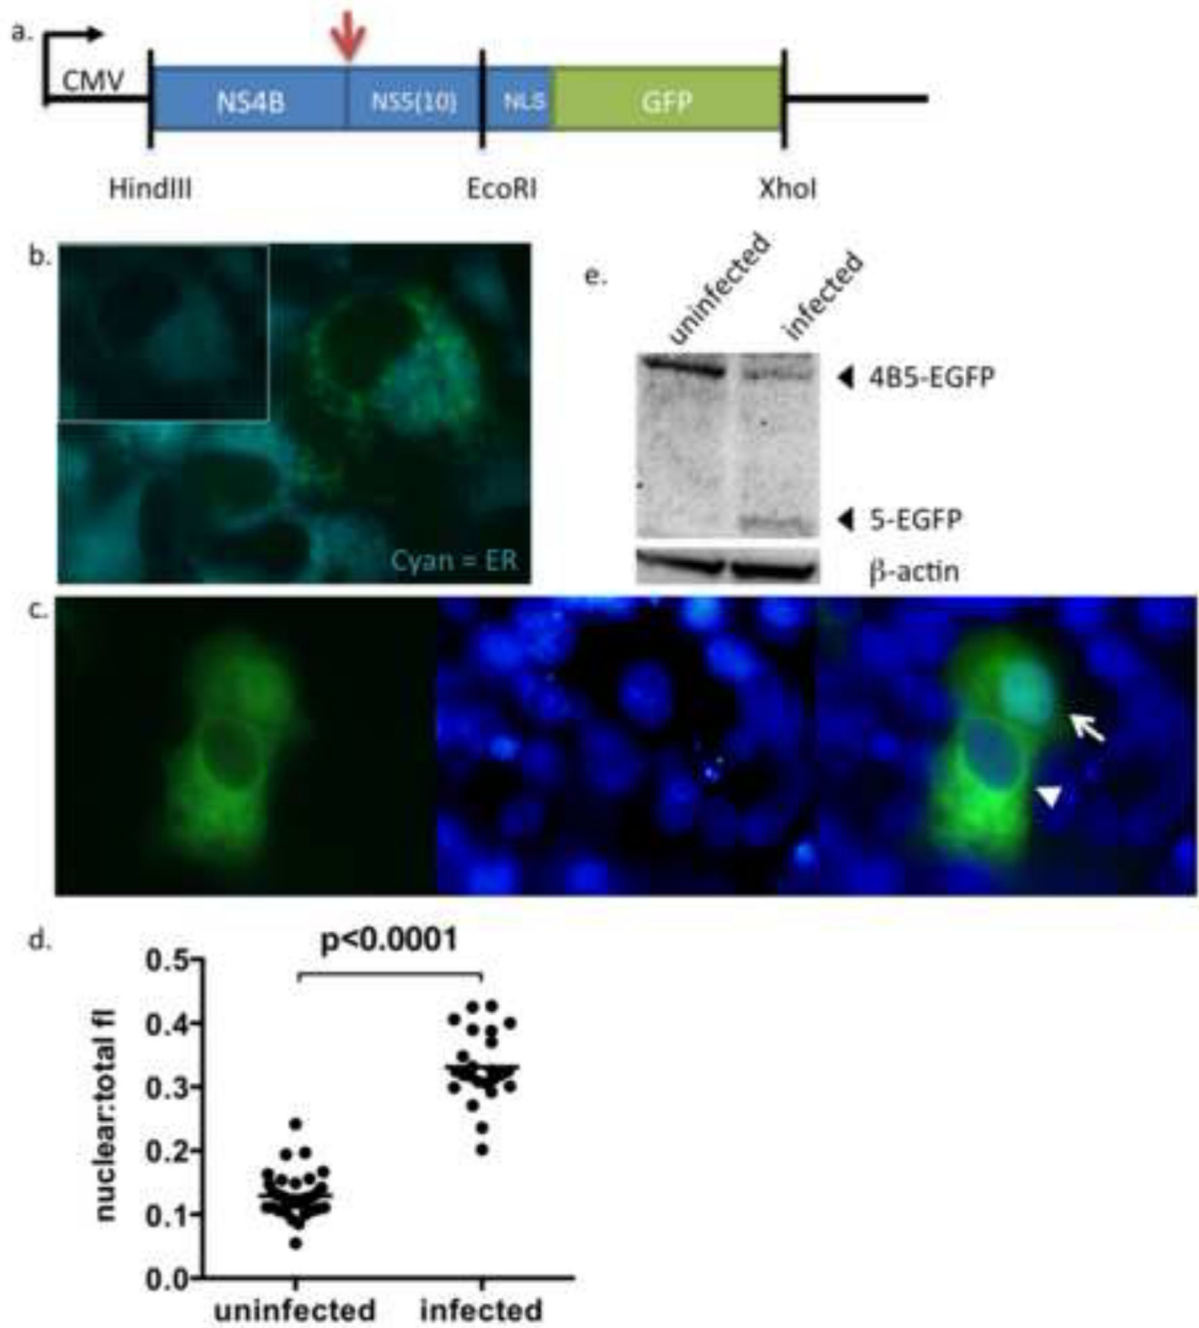 a.
CMV
NS4B
NS5(10)
NLS
GFP
HindIII
EcoRI
XhoI
b.
Cyan = ER
e.
uninfected
infected
4B5-EGFP
5-EGFP
β-actin
c.
d.
p<0.0001
nuclear:total fl
0.5
0.4
0.3
0.2
0.1
0.0
uninfected
infected